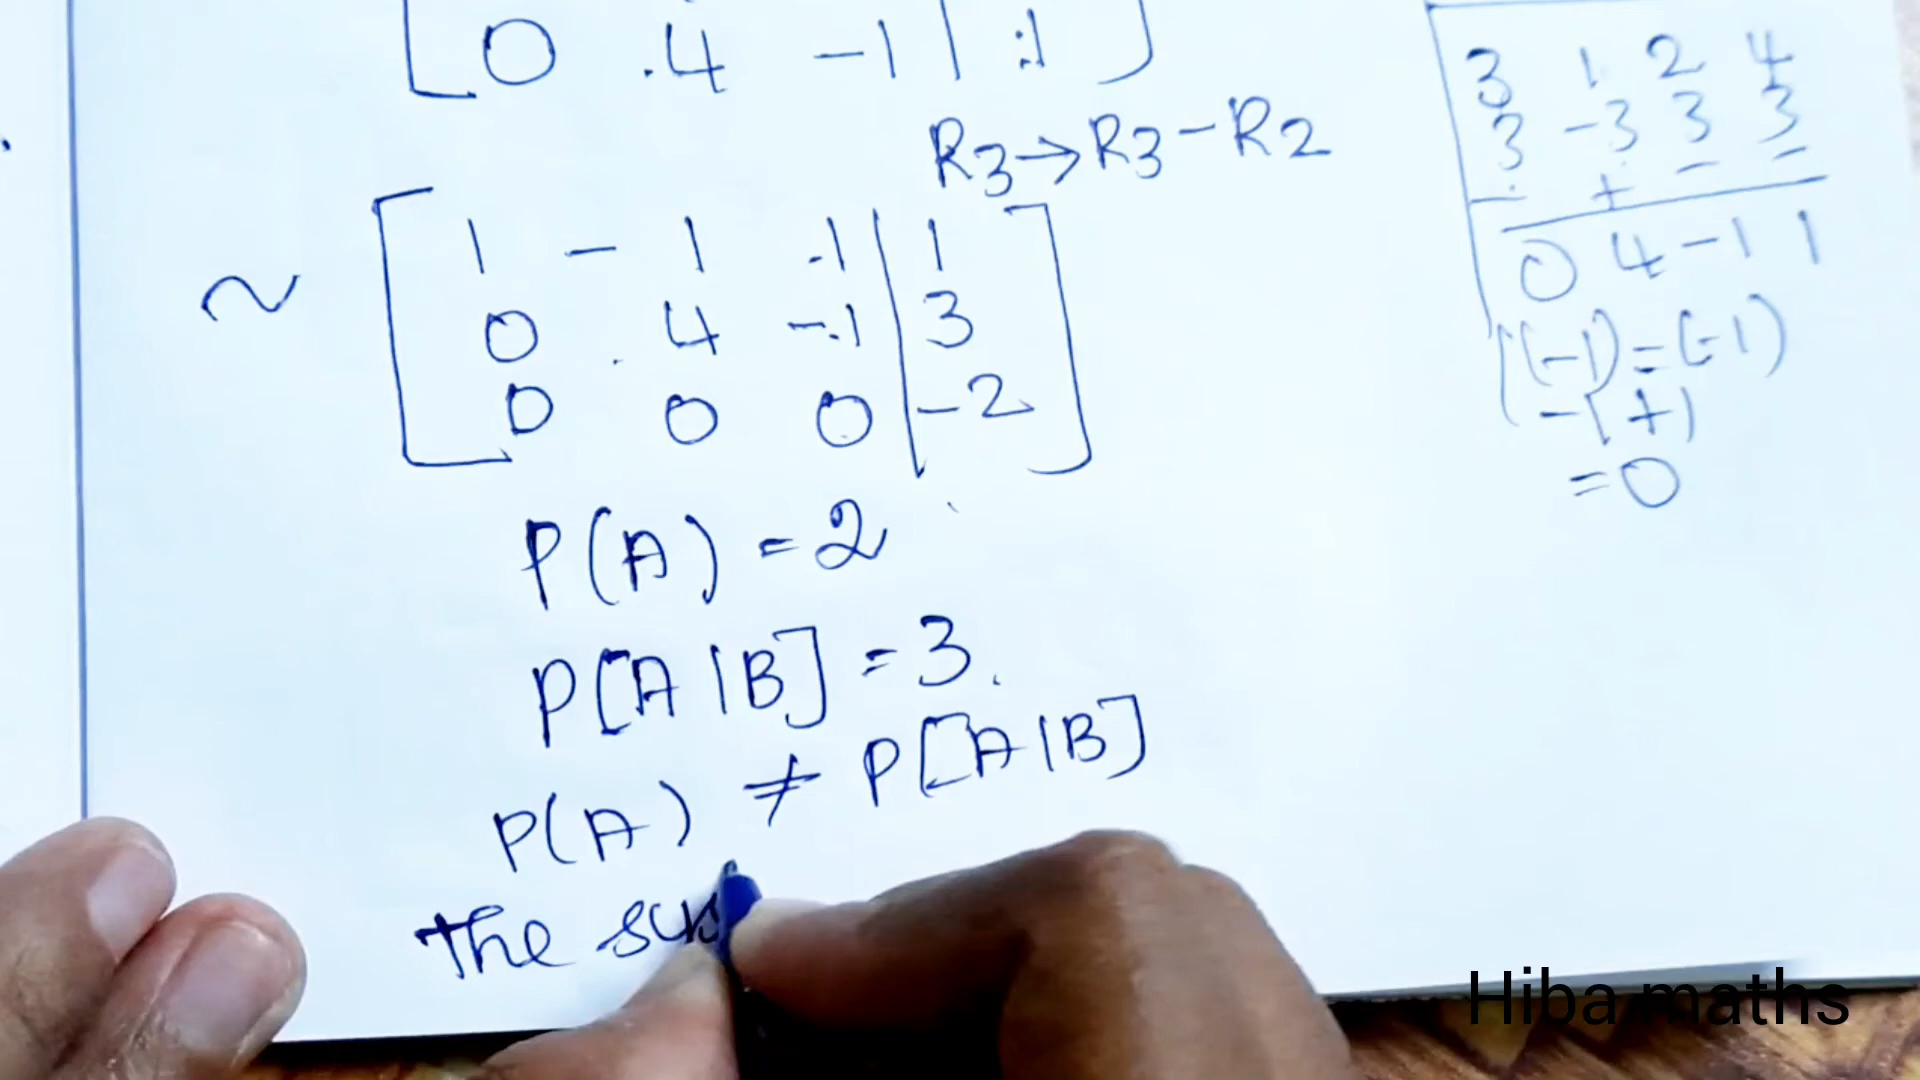 0 .4 -1 | :1
R3→R3-R2
~ [ 1 - 1 -1 | 1 ]
0 . 4 -.1 | 3
0 0 0 | -2
P(A) = 2
P[A|B] = 3.
P(A) ≠ P[A|B]
The sys
3 1 2 4
3 -3 3 3
- + - -
0 4 -1 1
(-1) = (-1)
=0
Hiba maths